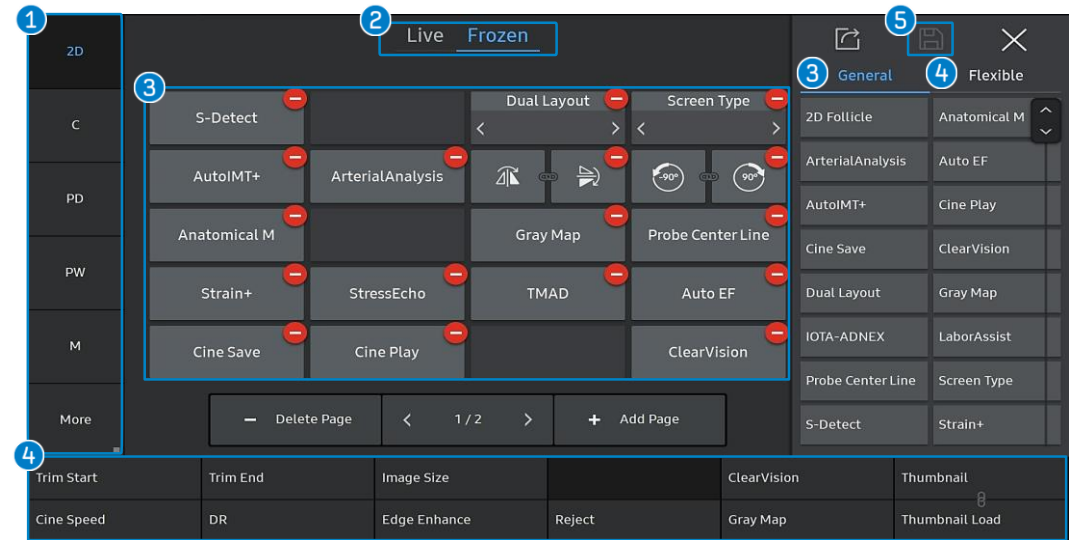 1
2
Live Frozen
5
2D
C
PD
PW
M
More
3
S-Detect
Dual Layout
Screen Type
< >
< >
AutoIMT+
ArterialAnalysis
-90°
90°
Anatomical M
Gray Map
Probe Center Line
Strain+
StressEcho
TMAD
Auto EF
Cine Save
Cine Play
ClearVision
− Delete Page
< 1 / 2 >
+ Add Page
3 General
4 Flexible
2D Follicle
Anatomical M
ArterialAnalysis
Auto EF
AutoIMT+
Cine Play
Cine Save
ClearVision
Dual Layout
Gray Map
IOTA-ADNEX
LaborAssist
Probe Center Line
Screen Type
S-Detect
Strain+
4
Trim Start
Trim End
Image Size
ClearVision
Thumbnail
Cine Speed
DR
Edge Enhance
Reject
Gray Map
Thumbnail Load